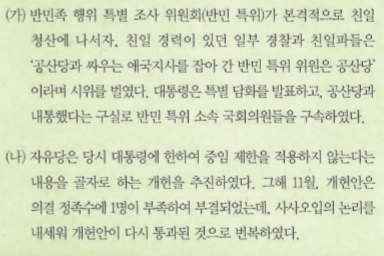 (가) 반민족 행위 특별 조사 위원회(반민 특위)가 본격적으로 친일
청산에 나서자, 친일 경력이 있던 일부 경찰과 친일파들은
‘공산당과 싸우는 애국지사를 잡아 간 반민 특위 위원은 공산당’
이라며 시위를 벌였다. 대통령은 특별 담화를 발표하고, 공산당과
내통했다는 구실로 반민 특위 소속 국회의원들을 구속하였다.
(나) 자유당은 당시 대통령에 한하여 중임 제한을 적용하지 않는다는
내용을 골자로 하는 개헌을 추진하였다. 그해 11월, 개헌안은
의결 정족수에 1명이 부족하여 부결되었는데, 사사오입의 논리를
내세워 개헌안이 다시 통과된 것으로 번복하였다.